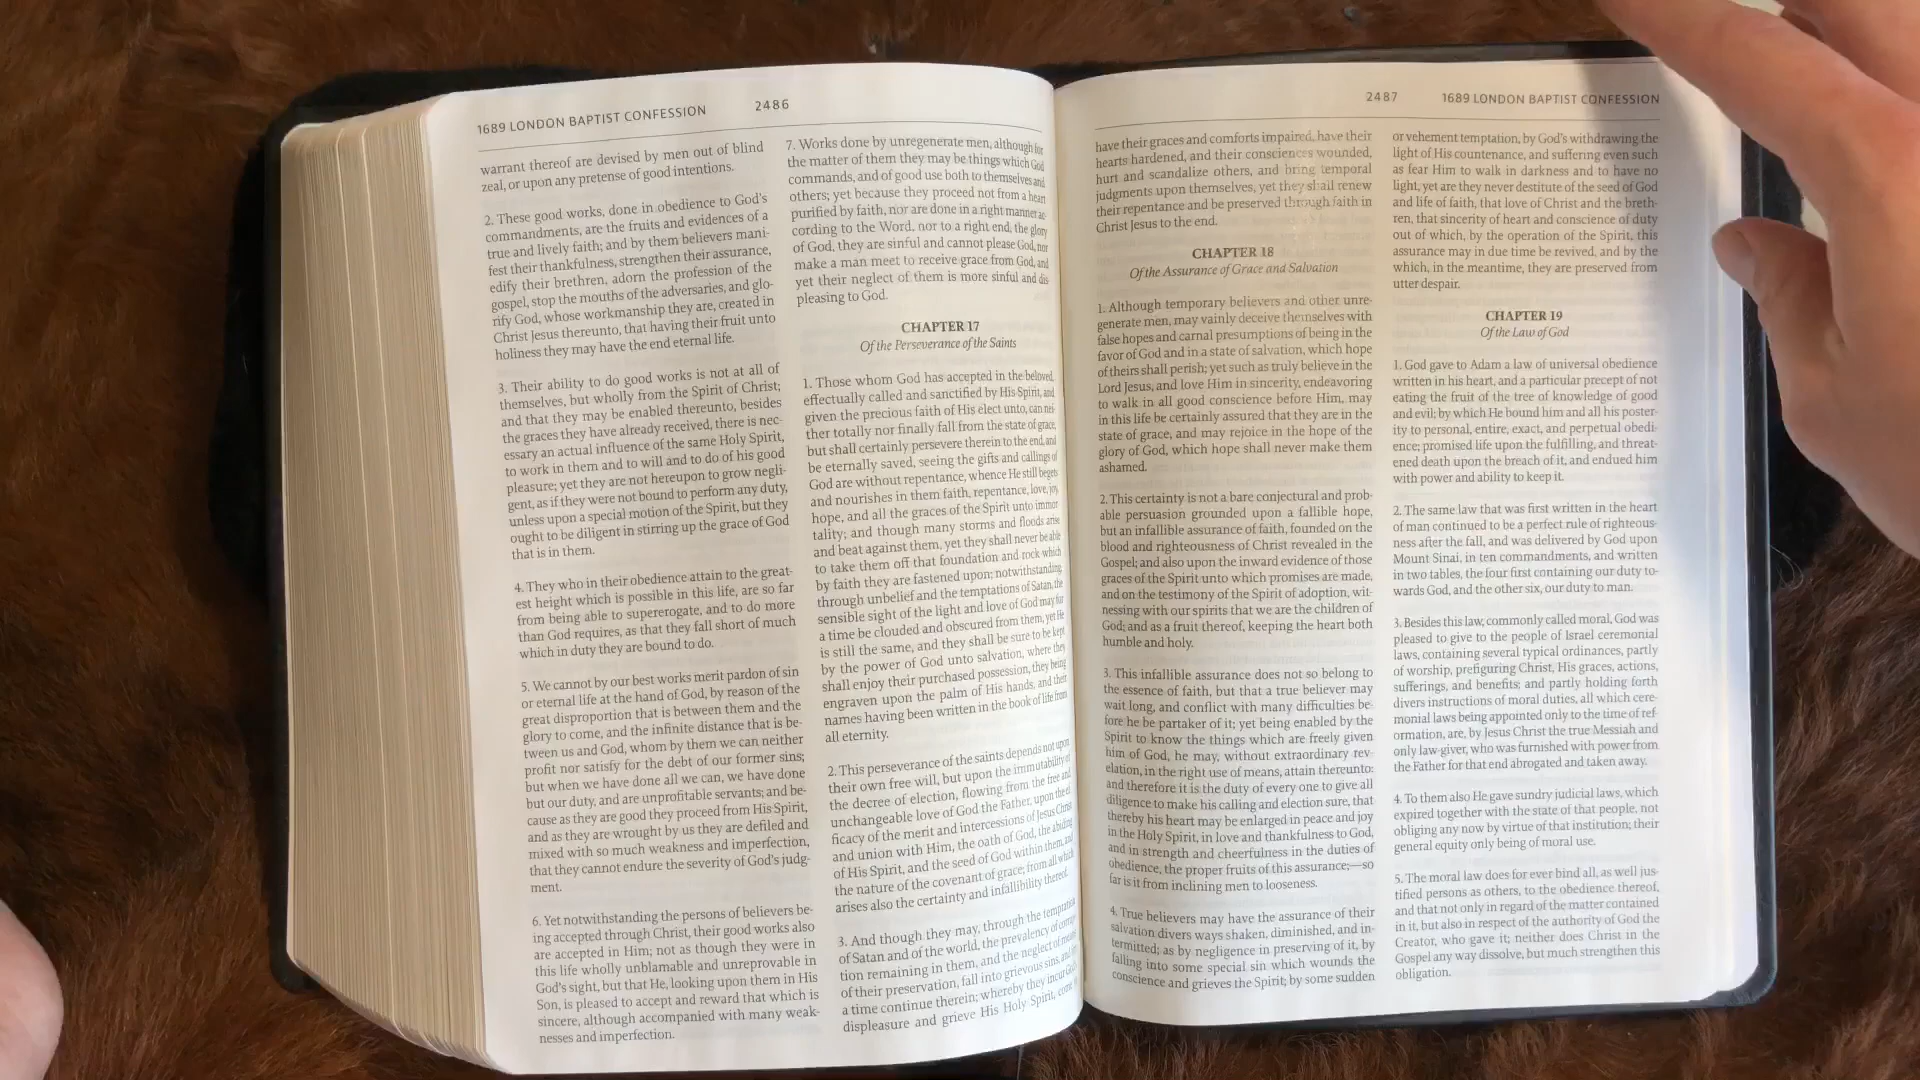 1689 LONDON BAPTIST CONFESSION
2486
warrant thereof are devised by men out of blind
zeal, or upon any pretense of good intentions.
2. These good works, done in obedience to God's
commandments, are the fruits and evidences of a
true and lively faith; and by them believers mani-
fest their thankfulness, strengthen their assurance,
edify their brethren, adorn the profession of the
gospel, stop the mouths of the adversaries, and glo-
rify God, whose workmanship they are, created in
Christ Jesus thereunto, that having their fruit unto
holiness they may have the end eternal life.
3. Their ability to do good works is not at all of
themselves, but wholly from the Spirit of Christ;
and that they may be enabled thereunto, besides
the graces they have already received, there is nec-
essary an actual influence of the same Holy Spirit,
to work in them and to will and to do of his good
pleasure; yet they are not hereupon to grow negli-
gent, as if they were not bound to perform any duty,
unless upon a special motion of the Spirit, but they
ought to be diligent in stirring up the grace of God
that is in them.
4. They who in their obedience attain to the great-
est height which is possible in this life, are so far
from being able to supererogate, and to do more
than God requires, as that they fall short of much
which in duty they are bound to do.
5. We cannot by our best works merit pardon of sin
or eternal life at the hand of God, by reason of the
great disproportion that is between them and the
glory to come, and the infinite distance that is be-
tween us and God, whom by them we can neither
profit nor satisfy for the debt of our former sins;
but when we have done all we can, we have done
but our duty, and are unprofitable servants; and be-
cause as they are good they proceed from His Spirit,
and as they are wrought by us they are defiled and
mixed with so much weakness and imperfection,
that they cannot endure the severity of God's judg-
ment.
6. Yet notwithstanding the persons of believers be-
ing accepted through Christ, their good works also
are accepted in Him; not as though they were in
this life wholly unblamable and unreprovable in
God's sight, but that He, looking upon them in His
Son, is pleased to accept and reward that which is
sincere, although accompanied with many weak-
nesses and imperfection.
7. Works done by unregenerate men, although for
the matter of them they may be things which God
commands, and of good use both to themselves and
others; yet because they proceed not from a heart
purified by faith, nor are done in a right manner ac
cording to the Word, nor to a right end, the glory
of God, they are sinful and cannot please God, nor
make a man meet to receive grace from God, and
yet their neglect of them is more sinful and dis
pleasing to God.
CHAPTER 17
Of the Perseverance of the Saints
1. Those whom God has accepted in the beloved,
effectually called and sanctified by His Spirit, and
given the precious faith of His elect unto, can nei-
ther totally nor finally fall from the state of grace,
but shall certainly persevere therein to the end, and
be eternally saved, seeing the gifts and callings of
God are without repentance, whence He still begets
and nourishes in them faith, repentance, love, joy,
hope, and all the graces of the Spirit unto immor
tality; and though many storms and floods arise
and beat against them, yet they shall never be able
to take them off that foundation and rock which
by faith they are fastened upon; notwithstanding,
through unbelief and the temptations of Satan, the
sensible sight of the light and love of God may for
a time be clouded and obscured from them, yet He
is still the same, and they shall be sure to be kept
by the power of God unto salvation, where they
shall enjoy their purchased possession, they being
engraven upon the palm of His hands, and their
names having been written in the book of life from
all eternity.
2. This perseverance of the saints depends not upon
their own free will, but upon the immutability of
the decree of election, flowing from the free and
unchangeable love of God the Father, upon the ef
ficacy of the merit and intercessions of Jesus Christ
and union with Him, the oath of God, the abiding
of His Spirit, and the seed of God within them, and
the nature of the covenant of grace; from all which
arises also the certainty and infallibility thereof.
3. And though they may, through the temptation
of Satan and of the world, the prevalency of corrup
tion remaining in them, and the neglect of means
of their preservation, fall into grievous sins, and for
a time continue therein; whereby they incur God's
displeasure and grieve His Holy Spirit, come
2487
1689 LONDON BAPTIST CONFESSION
have their graces and comforts impaired, have their
hearts hardened, and their consciences wounded,
hurt and scandalize others, and bring temporal
judgments upon themselves, yet they shall renew
their repentance and be preserved through faith in
Christ Jesus to the end.
CHAPTER 18
Of the Assurance of Grace and Salvation
1. Although temporary believers and other unre-
generate men, may vainly deceive themselves with
false hopes and carnal presumptions of being in the
favor of God and in a state of salvation, which hope
of theirs shall perish; yet such as truly believe in the
Lord Jesus, and love Him in sincerity, endeavoring
to walk in all good conscience before Him, may
in this life be certainly assured that they are in the
state of grace, and may rejoice in the hope of the
glory of God, which hope shall never make them
ashamed.
2. This certainty is not a bare conjectural and prob-
able persuasion grounded upon a fallible hope,
but an infallible assurance of faith, founded on the
blood and righteousness of Christ revealed in the
Gospel; and also upon the inward evidence of those
graces of the Spirit unto which promises are made,
and on the testimony of the Spirit of adoption, wit-
nessing with our spirits that we are the children of
God; and as a fruit thereof, keeping the heart both
humble and holy.
3. This infallible assurance does not so belong to
the essence of faith, but that a true believer may
wait long, and conflict with many difficulties be-
fore he be partaker of it; yet being enabled by the
Spirit to know the things which are freely given
him of God, he may, without extraordinary rev-
elation, in the right use of means, attain thereunto:
and therefore it is the duty of every one to give all
diligence to make his calling and election sure, that
thereby his heart may be enlarged in peace and joy
in the Holy Spirit, in love and thankfulness to God,
and in strength and cheerfulness in the duties of
obedience, the proper fruits of this assurance;—so
far is it from inclining men to looseness.
4. True believers may have the assurance of their
salvation divers ways shaken, diminished, and in-
termitted; as by negligence in preserving of it, by
falling into some special sin which wounds the
conscience and grieves the Spirit; by some sudden
or vehement temptation, by God's withdrawing the
light of His countenance, and suffering even such
as fear Him to walk in darkness and to have no
light, yet are they never destitute of the seed of God
and life of faith, that love of Christ and the breth-
ren, that sincerity of heart and conscience of duty
out of which, by the operation of the Spirit, this
assurance may in due time be revived, and by the
which, in the meantime, they are preserved from
utter despair.
CHAPTER 19
Of the Law of God
1. God gave to Adam a law of universal obedience
written in his heart, and a particular precept of not
eating the fruit of the tree of knowledge of good
and evil; by which He bound him and all his poster-
ity to personal, entire, exact, and perpetual obedi-
ence; promised life upon the fulfilling, and threat-
ened death upon the breach of it, and endued him
with power and ability to keep it.
2. The same law that was first written in the heart
of man continued to be a perfect rule of righteous-
ness after the fall, and was delivered by God upon
Mount Sinai, in ten commandments, and written
in two tables, the four first containing our duty to-
wards God, and the other six, our duty to man.
3. Besides this law, commonly called moral, God was
pleased to give to the people of Israel ceremonial
laws, containing several typical ordinances, partly
of worship, prefiguring Christ, His graces, actions,
sufferings, and benefits; and partly holding forth
divers instructions of moral duties, all which cere-
monial laws being appointed only to the time of ref-
ormation, are, by Jesus Christ the true Messiah and
only law-giver, who was furnished with power from
the Father for that end abrogated and taken away.
4. To them also He gave sundry judicial laws, which
expired together with the state of that people, not
obliging any now by virtue of that institution; their
general equity only being of moral use.
5. The moral law does for ever bind all, as well jus-
tified persons as others, to the obedience thereof,
and that not only in regard of the matter contained
in it, but also in respect of the authority of God the
Creator, who gave it; neither does Christ in the
Gospel any way dissolve, but much strengthen this
obligation.